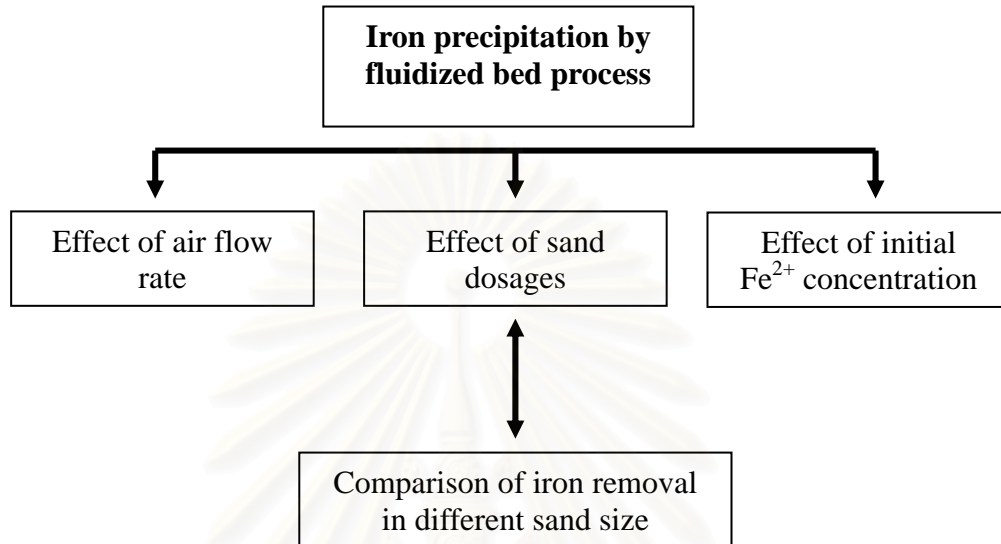 Iron precipitation by
fluidized bed process
Effect of air flow
rate
Effect of sand
dosages
Effect of initial
Fe²⁺ concentration
Comparison of iron removal
in different sand size